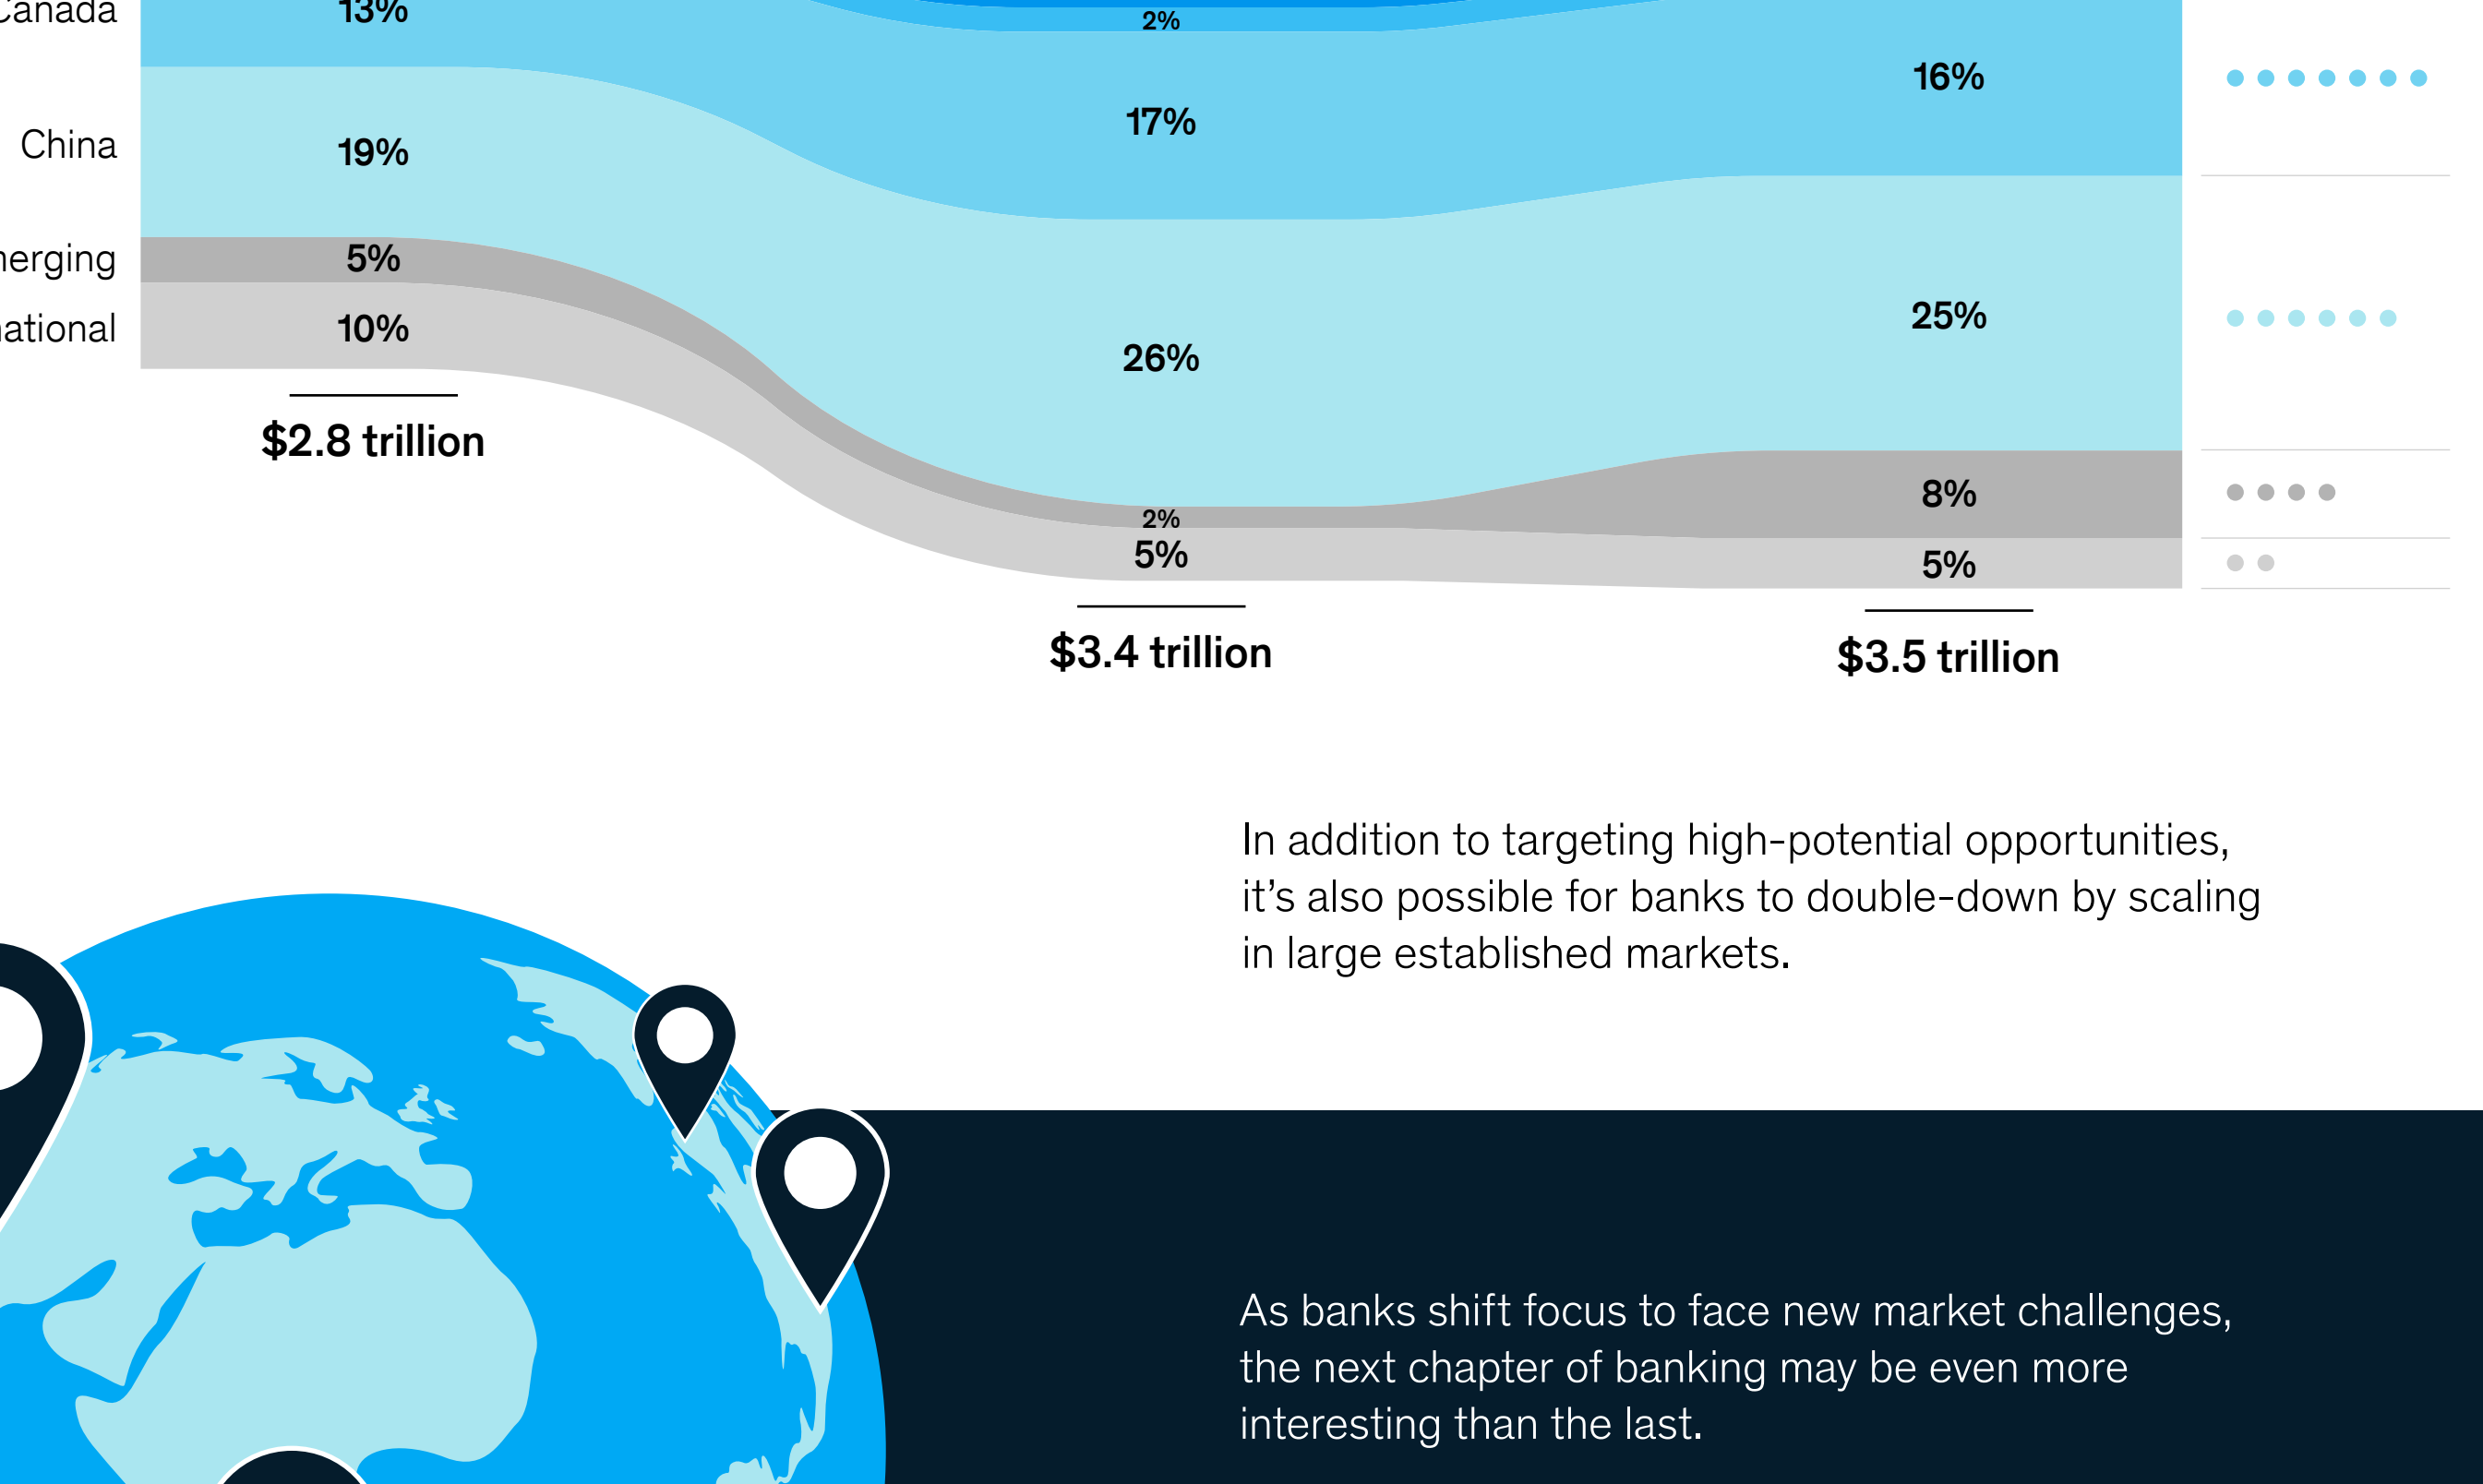 13%
2%
16%
17%
China
19%
5%
10%
25%
26%
$2.8 trillion
8%
2%
5%
5%
$3.4 trillion
$3.5 trillion
In addition to targeting high-potential opportunities,
it’s also possible for banks to double-down by scaling
in large established markets.
As banks shift focus to face new market challenges,
the next chapter of banking may be even more
interesting than the last.